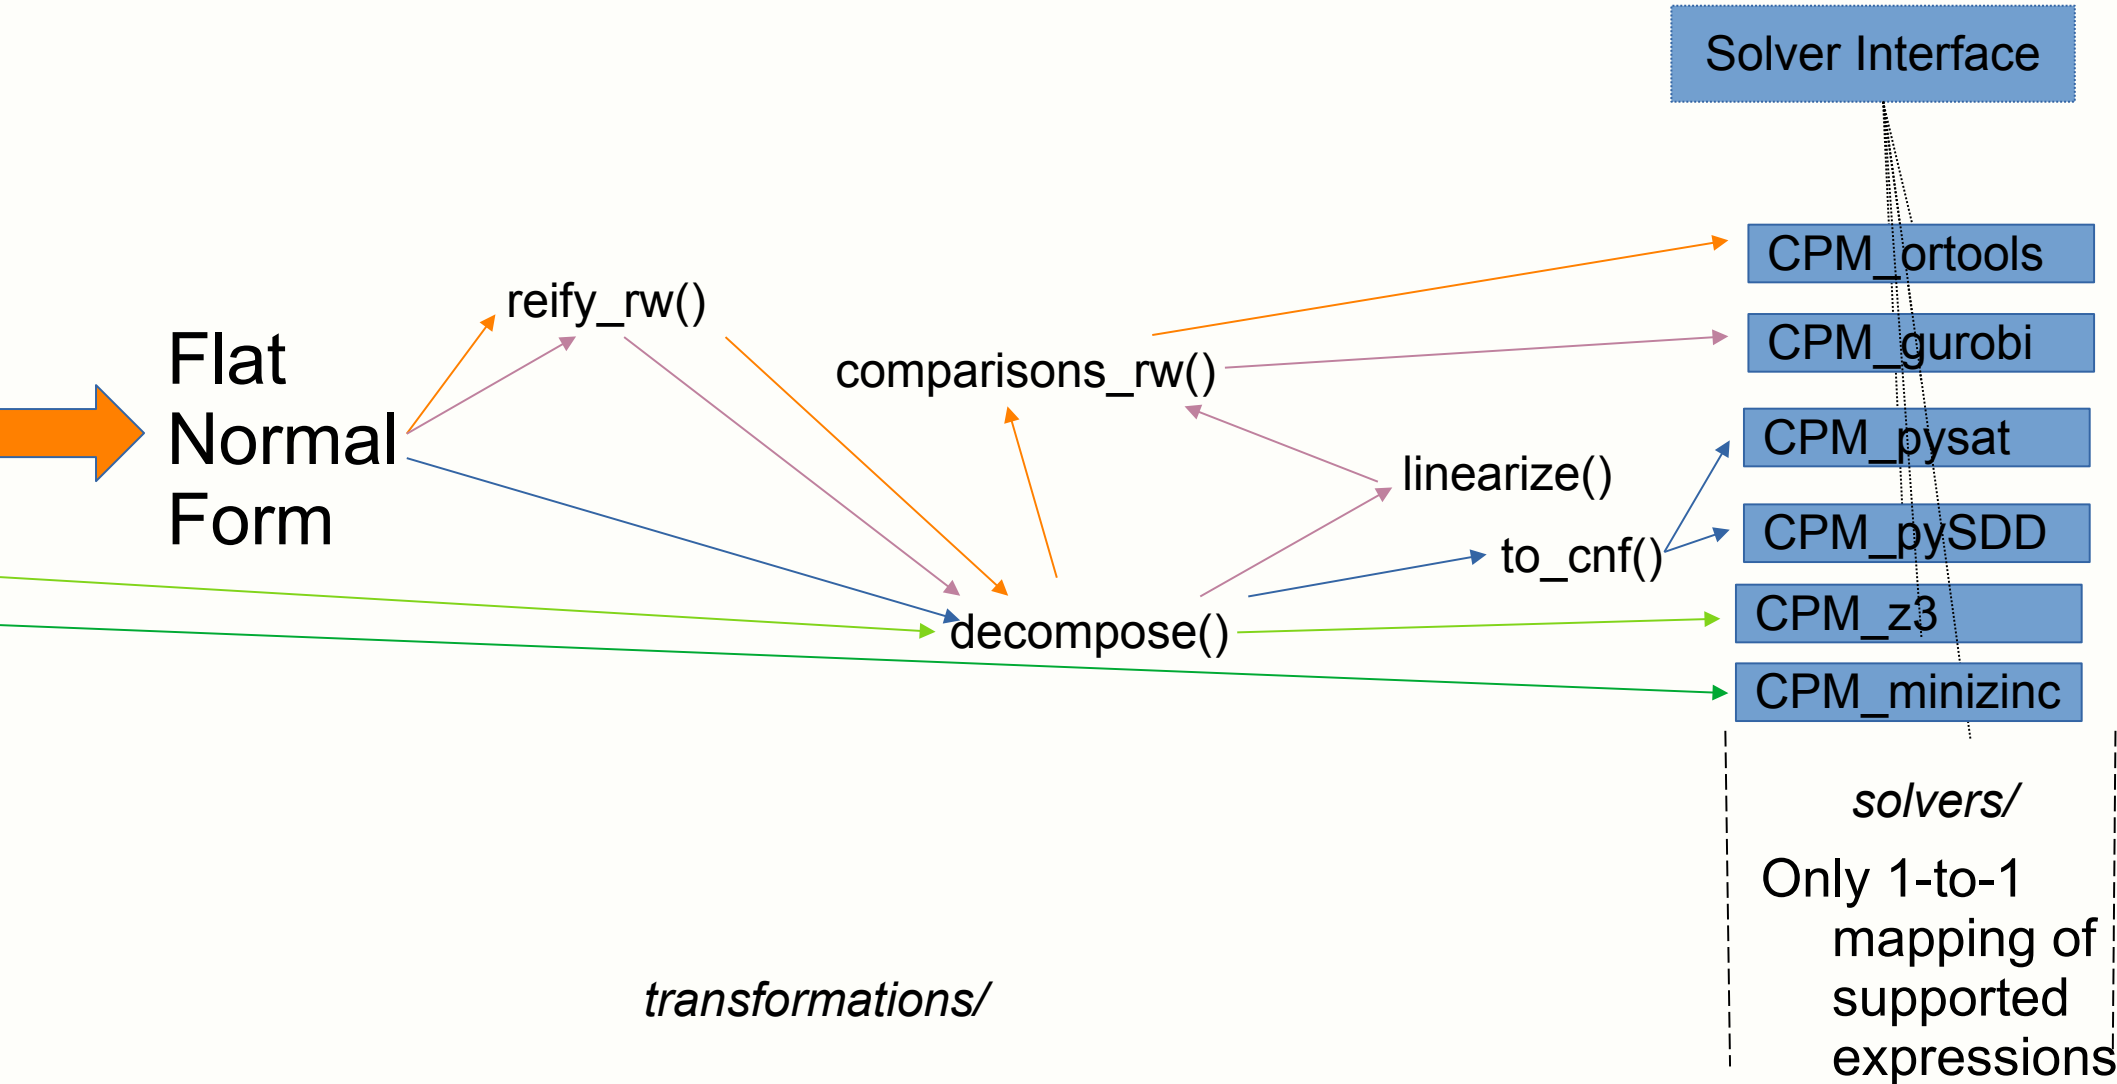 Solver Interface
CPM_ortools
reify_rw()
CPM_gurobi
Flat
Normal
Form
comparisons_rw()
CPM_pysat
linearize()
CPM_pySDD
to_cnf()
CPM_z3
decompose()
CPM_minizinc
solvers/
Only 1-to-1
mapping of
supported
expressions
transformations/